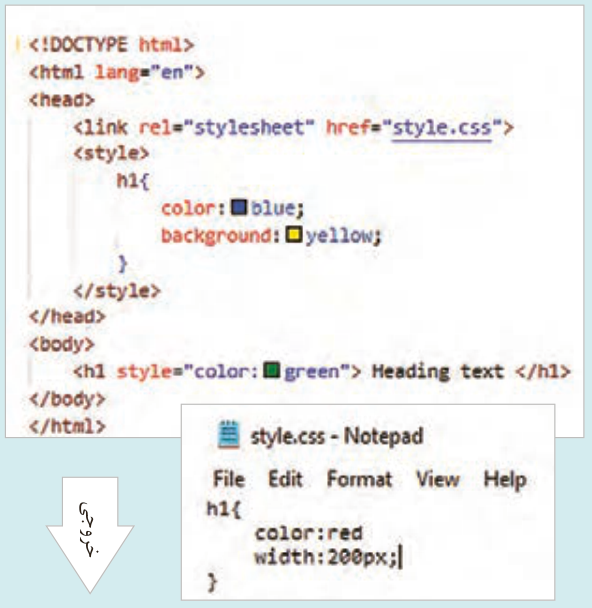 <!DOCTYPE html>
<html lang="en">
<head>
<link rel="stylesheet" href="style.css">
<style>
h1{
color: blue;
background: yellow;
}
</style>
</head>
<body>
<h1 style="color: green"> Heading text </h1>
</body>
</html>
style.css - Notepad
File Edit Format View Help
h1{
color:red
width:200px;
}
خروجی